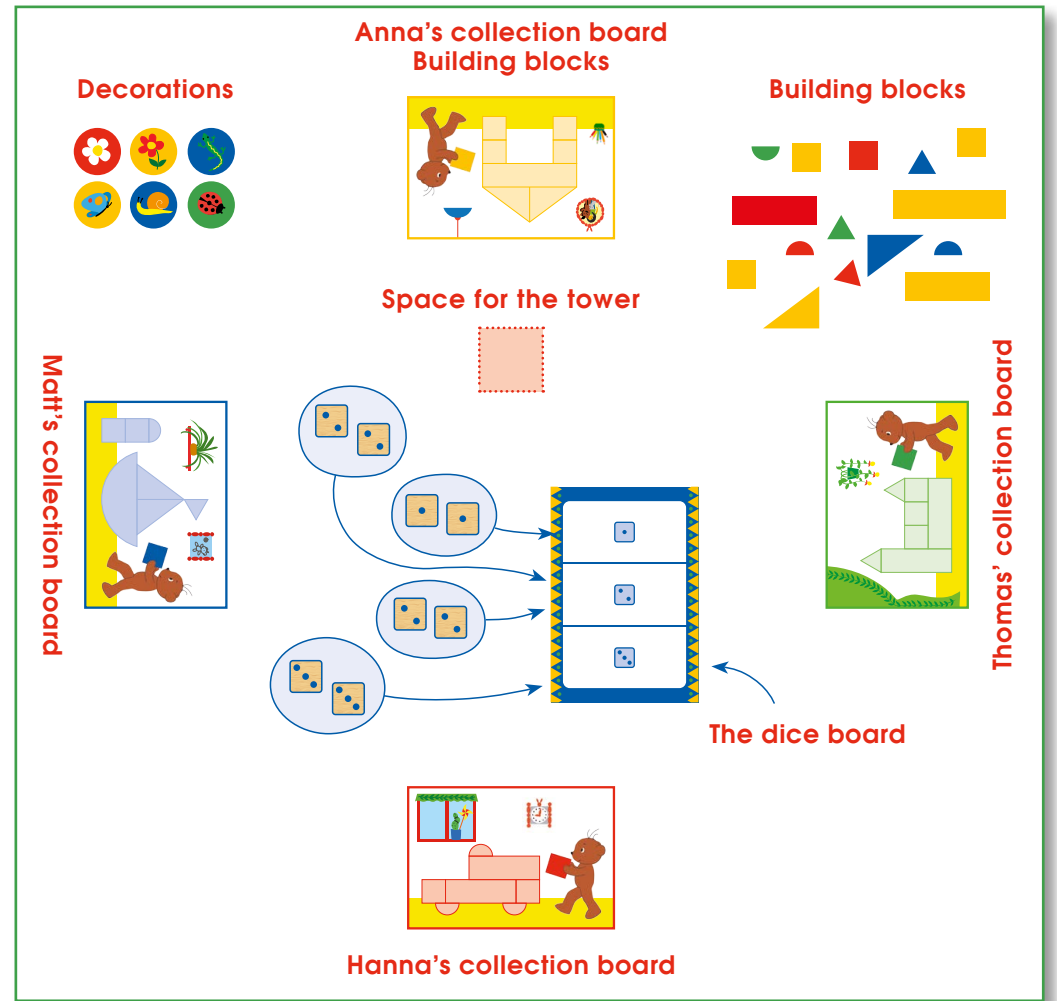 Anna’s collection board
Building blocks
Decorations
Building blocks
Space for the tower
Matt’s collection board
Thomas’ collection board
The dice board
Hanna’s collection board